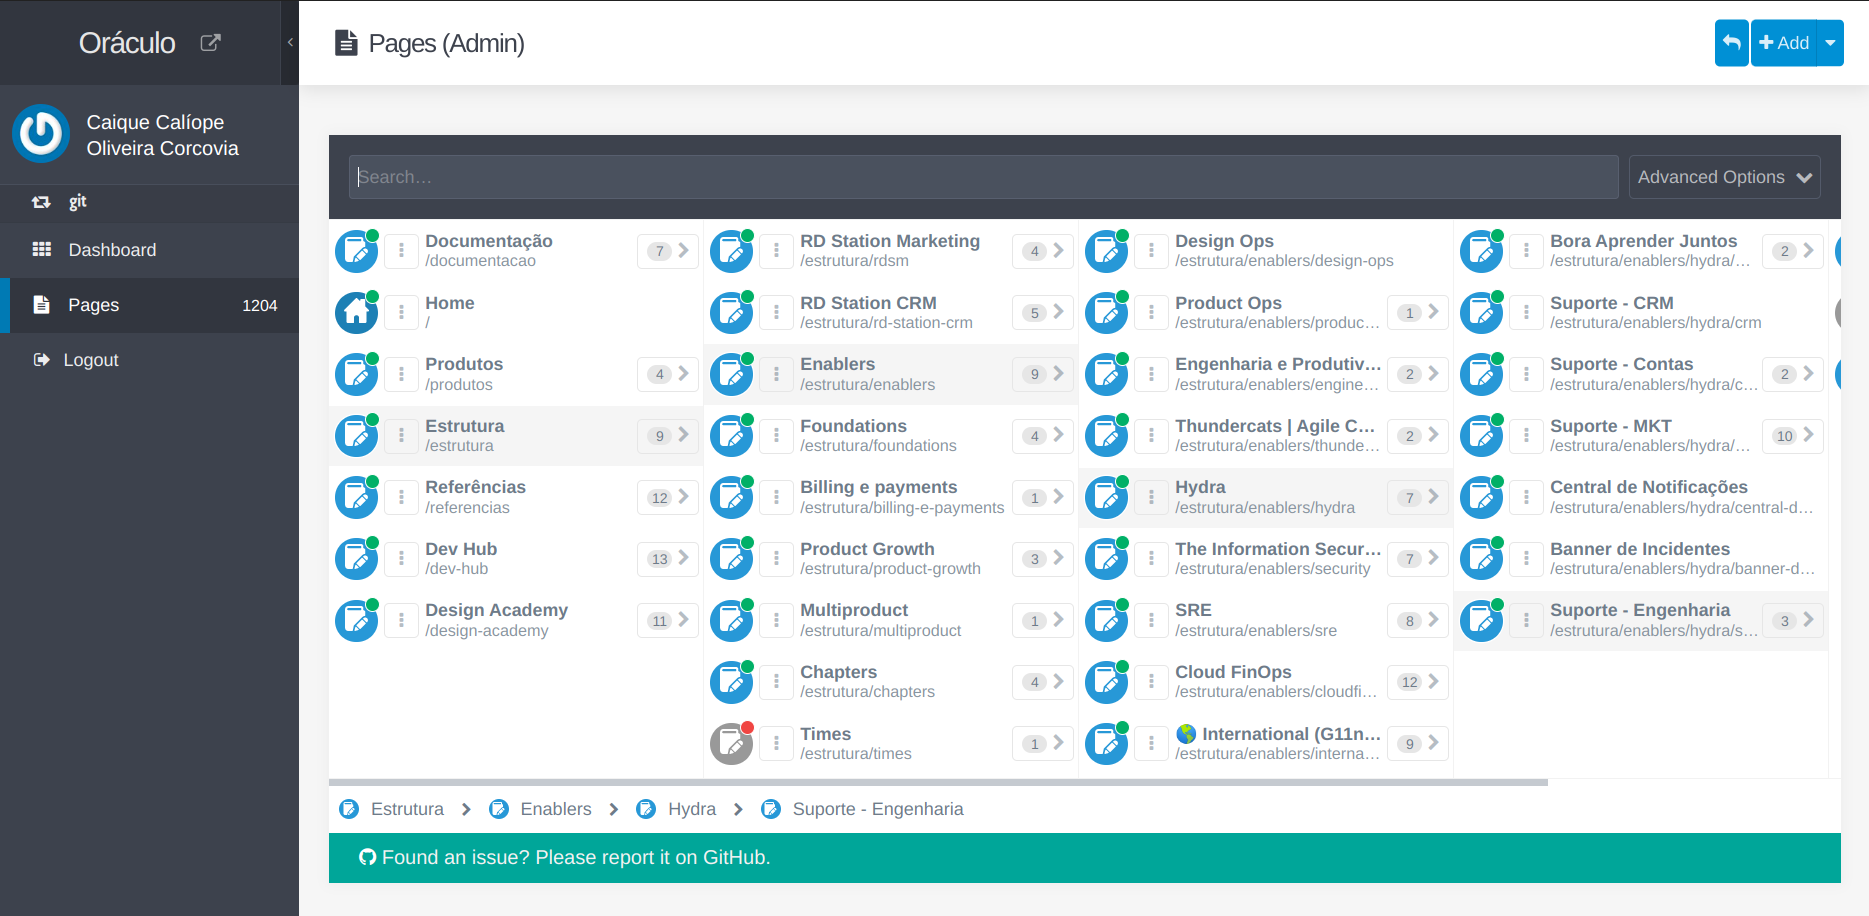 Oráculo
Pages (Admin)
Add
Caique Calíope
Oliveira Corcovia
git
Dashboard
Pages 1204
Logout
Search…
Advanced Options
Documentação
/documentacao
7
Home
/
Produtos
/produtos
4
Estrutura
/estrutura
9
Referências
/referencias
12
Dev Hub
/dev-hub
13
Design Academy
/design-academy
11
RD Station Marketing
/estrutura/rdsm
4
RD Station CRM
/estrutura/rd-station-crm
5
Enablers
/estrutura/enablers
9
Foundations
/estrutura/foundations
4
Billing e payments
/estrutura/billing-e-payments
1
Product Growth
/estrutura/product-growth
3
Multiproduct
/estrutura/multiproduct
1
Chapters
/estrutura/chapters
4
Times
/estrutura/times
1
Design Ops
/estrutura/enablers/design-ops
Product Ops
/estrutura/enablers/produc…
1
Engenharia e Produtiv…
/estrutura/enablers/engine…
2
Thundercats | Agile C…
/estrutura/enablers/thunde…
2
Hydra
/estrutura/enablers/hydra
7
The Information Secur…
/estrutura/enablers/security
7
SRE
/estrutura/enablers/sre
8
Cloud FinOps
/estrutura/enablers/cloudfi…
12
🌎 International (G11n…
/estrutura/enablers/interna…
9
Bora Aprender Juntos
/estrutura/enablers/hydra/…
2
Suporte - CRM
/estrutura/enablers/hydra/crm
Suporte - Contas
/estrutura/enablers/hydra/c…
2
Suporte - MKT
/estrutura/enablers/hydra/…
10
Central de Notificações
/estrutura/enablers/hydra/central-d…
Banner de Incidentes
/estrutura/enablers/hydra/banner-d…
Suporte - Engenharia
/estrutura/enablers/hydra/s…
3
Estrutura > Enablers > Hydra > Suporte - Engenharia
Found an issue? Please report it on GitHub.